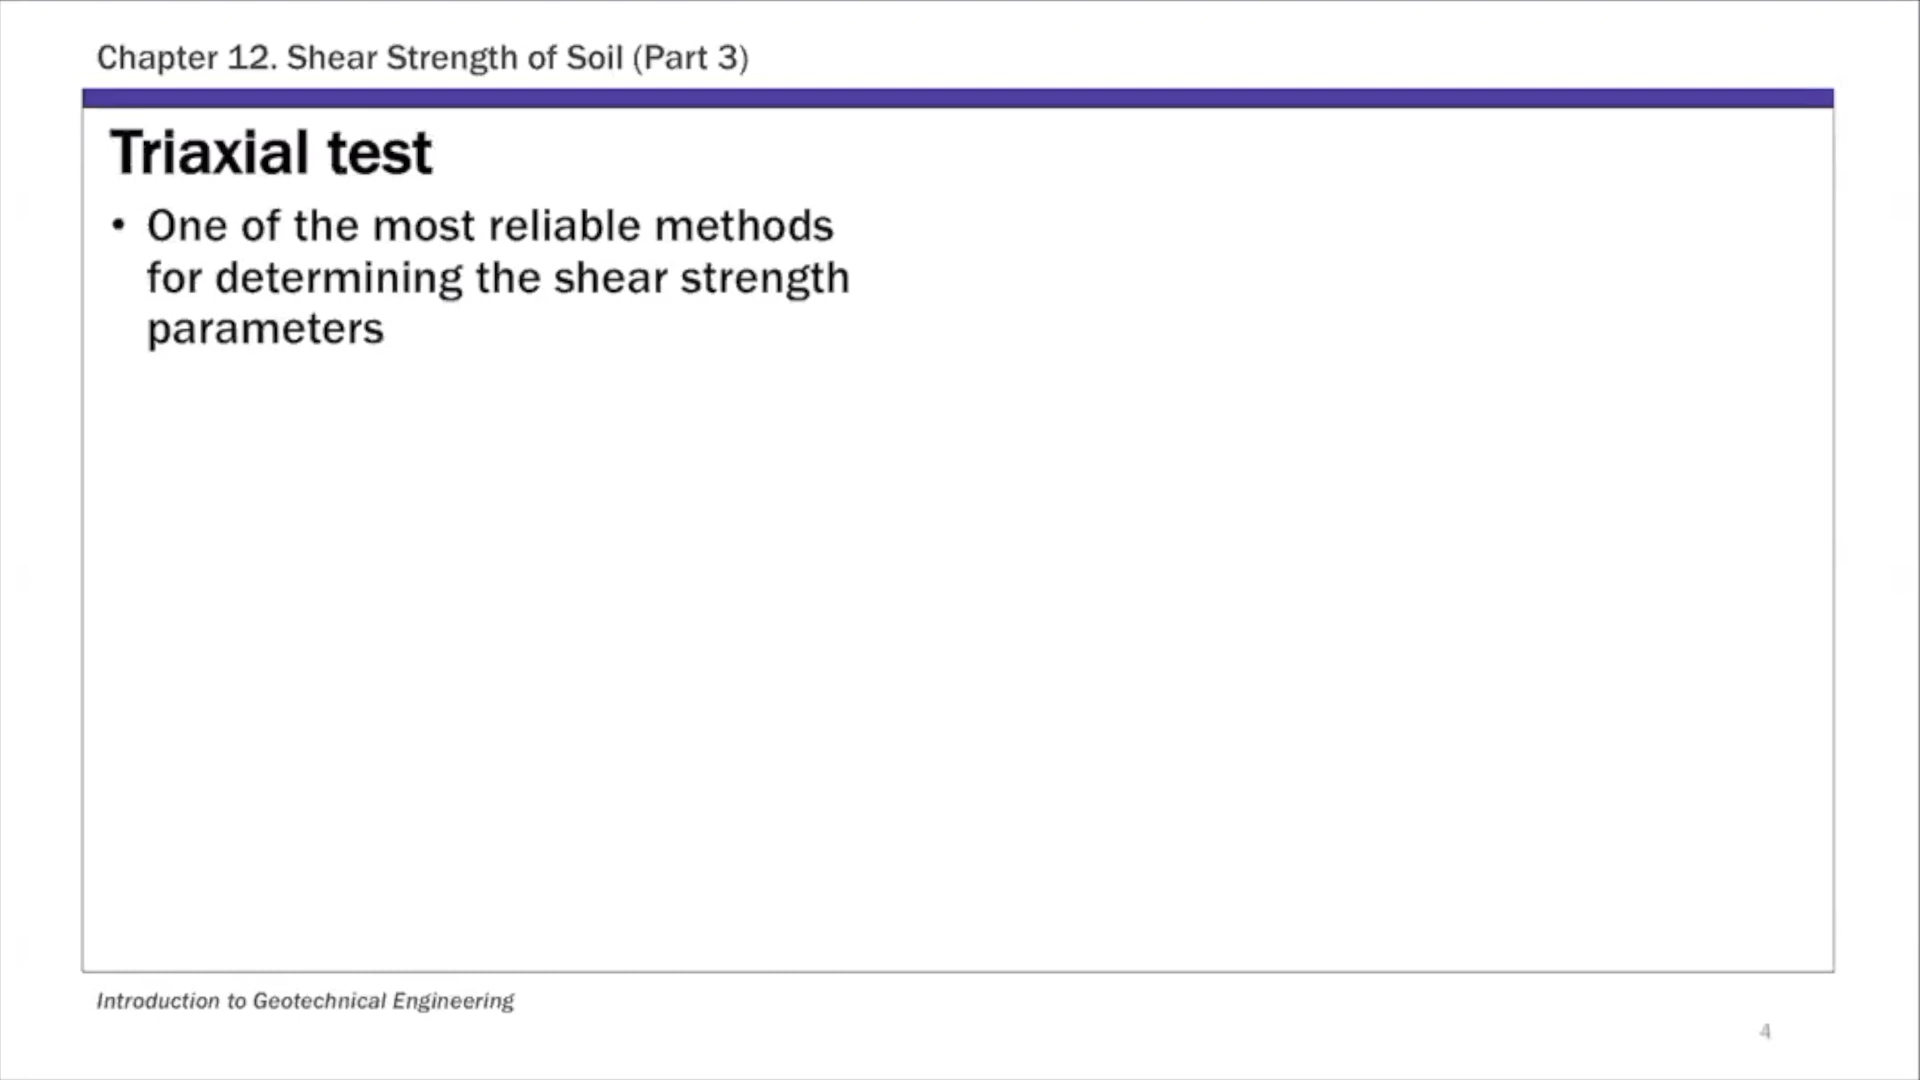 Chapter 12. Shear Strength of Soil (Part 3)
Triaxial test
• One of the most reliable methods
for determining the shear strength
parameters
Introduction to Geotechnical Engineering
4